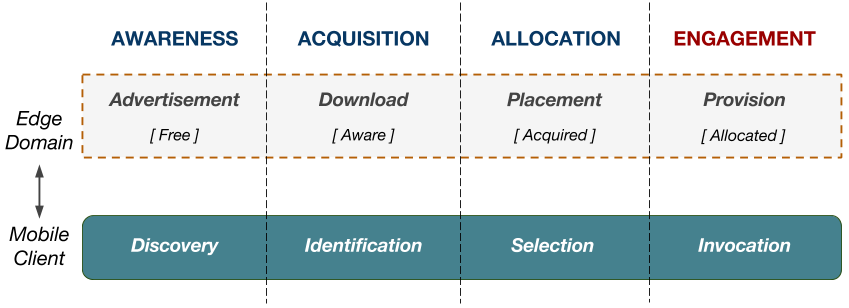 AWARENESS ACQUISITION ALLOCATION ENGAGEMENT
Edge
Domain
Advertisement Download Placement Provision
[ Free ] [ Aware ] [ Acquired ] [ Allocated ]
Mobile
Client
Discovery Identification Selection Invocation